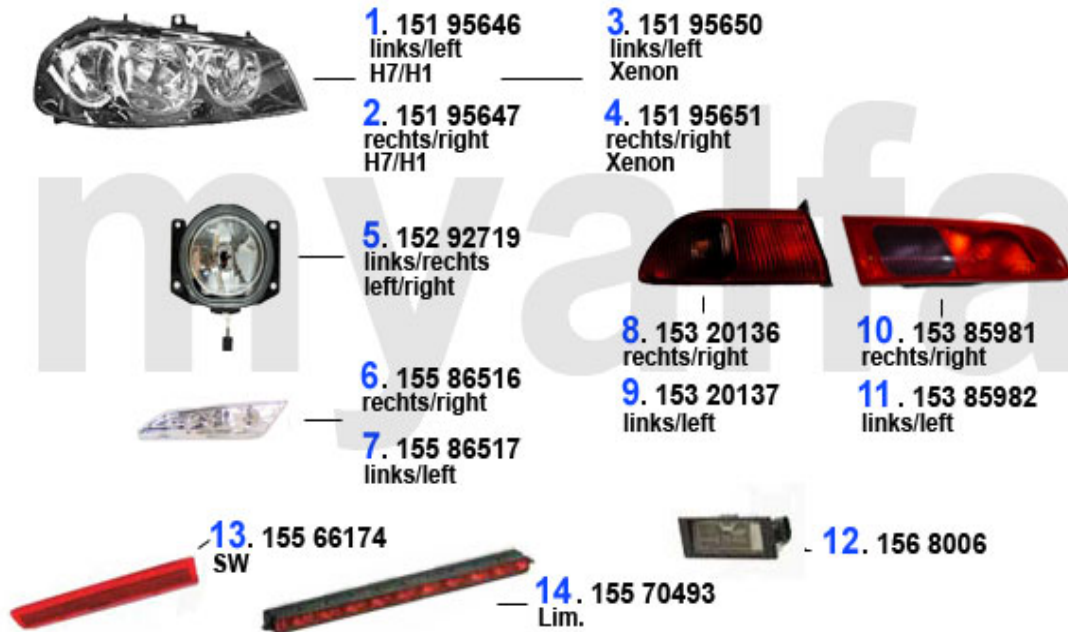 1. 151 95646
links/left
H7/H1
2. 151 95647
rechts/right
H7/H1
3. 151 95650
links/left
Xenon
4. 151 95651
rechts/right
Xenon
5. 152 92719
links/rechts
left/right
6. 155 86516
rechts/right
7. 155 86517
links/left
8. 153 20136
rechts/right
9. 153 20137
links/left
10. 153 85981
rechts/right
11. 153 85982
links/left
12. 156 8006
13. 155 66174
SW
14. 155 70493
Lim.
myalfa